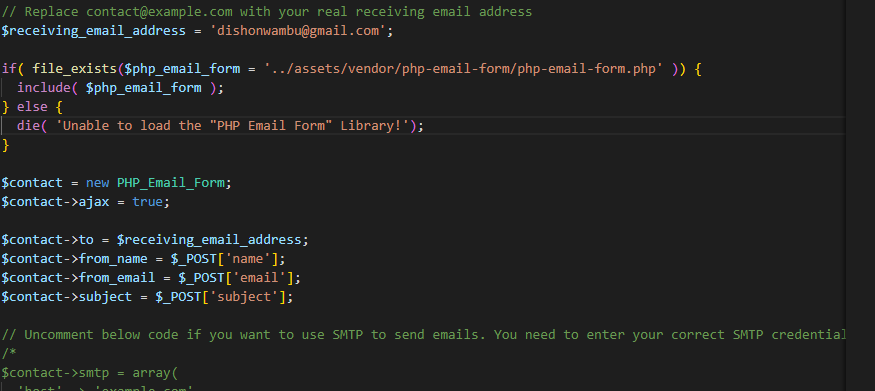 // Replace contact@example.com with your real receiving email address
$receiving_email_address = 'dishonwambu@gmail.com';
if( file_exists($php_email_form = '../assets/vendor/php-email-form/php-email-form.php' )) {
include( $php_email_form );
} else {
die( 'Unable to load the "PHP Email Form" Library!');
}
$contact = new PHP_Email_Form;
$contact->ajax = true;
$contact->to = $receiving_email_address;
$contact->from_name = $_POST['name'];
$contact->from_email = $_POST['email'];
$contact->subject = $_POST['subject'];
// Uncomment below code if you want to use SMTP to send emails. You need to enter your correct SMTP credential
/*
$contact->smtp = array(